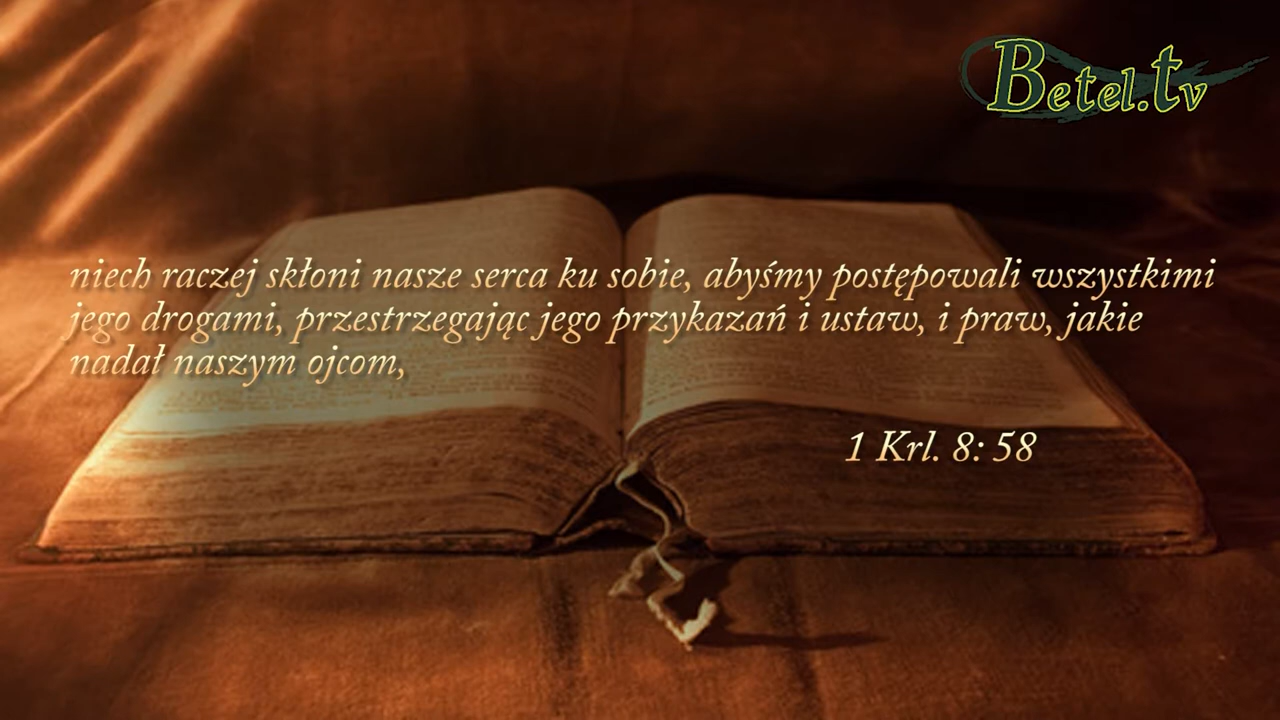 Betel.tv
niech raczej skłoni nasze serca ku sobie, abyśmy postępowali wszystkimi
jego drogami, przestrzegając jego przykazań i ustaw, i praw, jakie
nadał naszym ojcom,
1 Krl. 8: 58